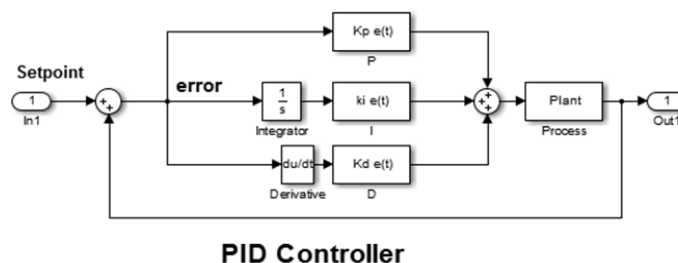 Kp e(t)
P
Setpoint
error
1
In1
+
+
1
s
Integrator
ki e(t)
I
+
+
+
Plant
Process
1
Out1
du/dt
Derivative
Kd e(t)
D
PID Controller